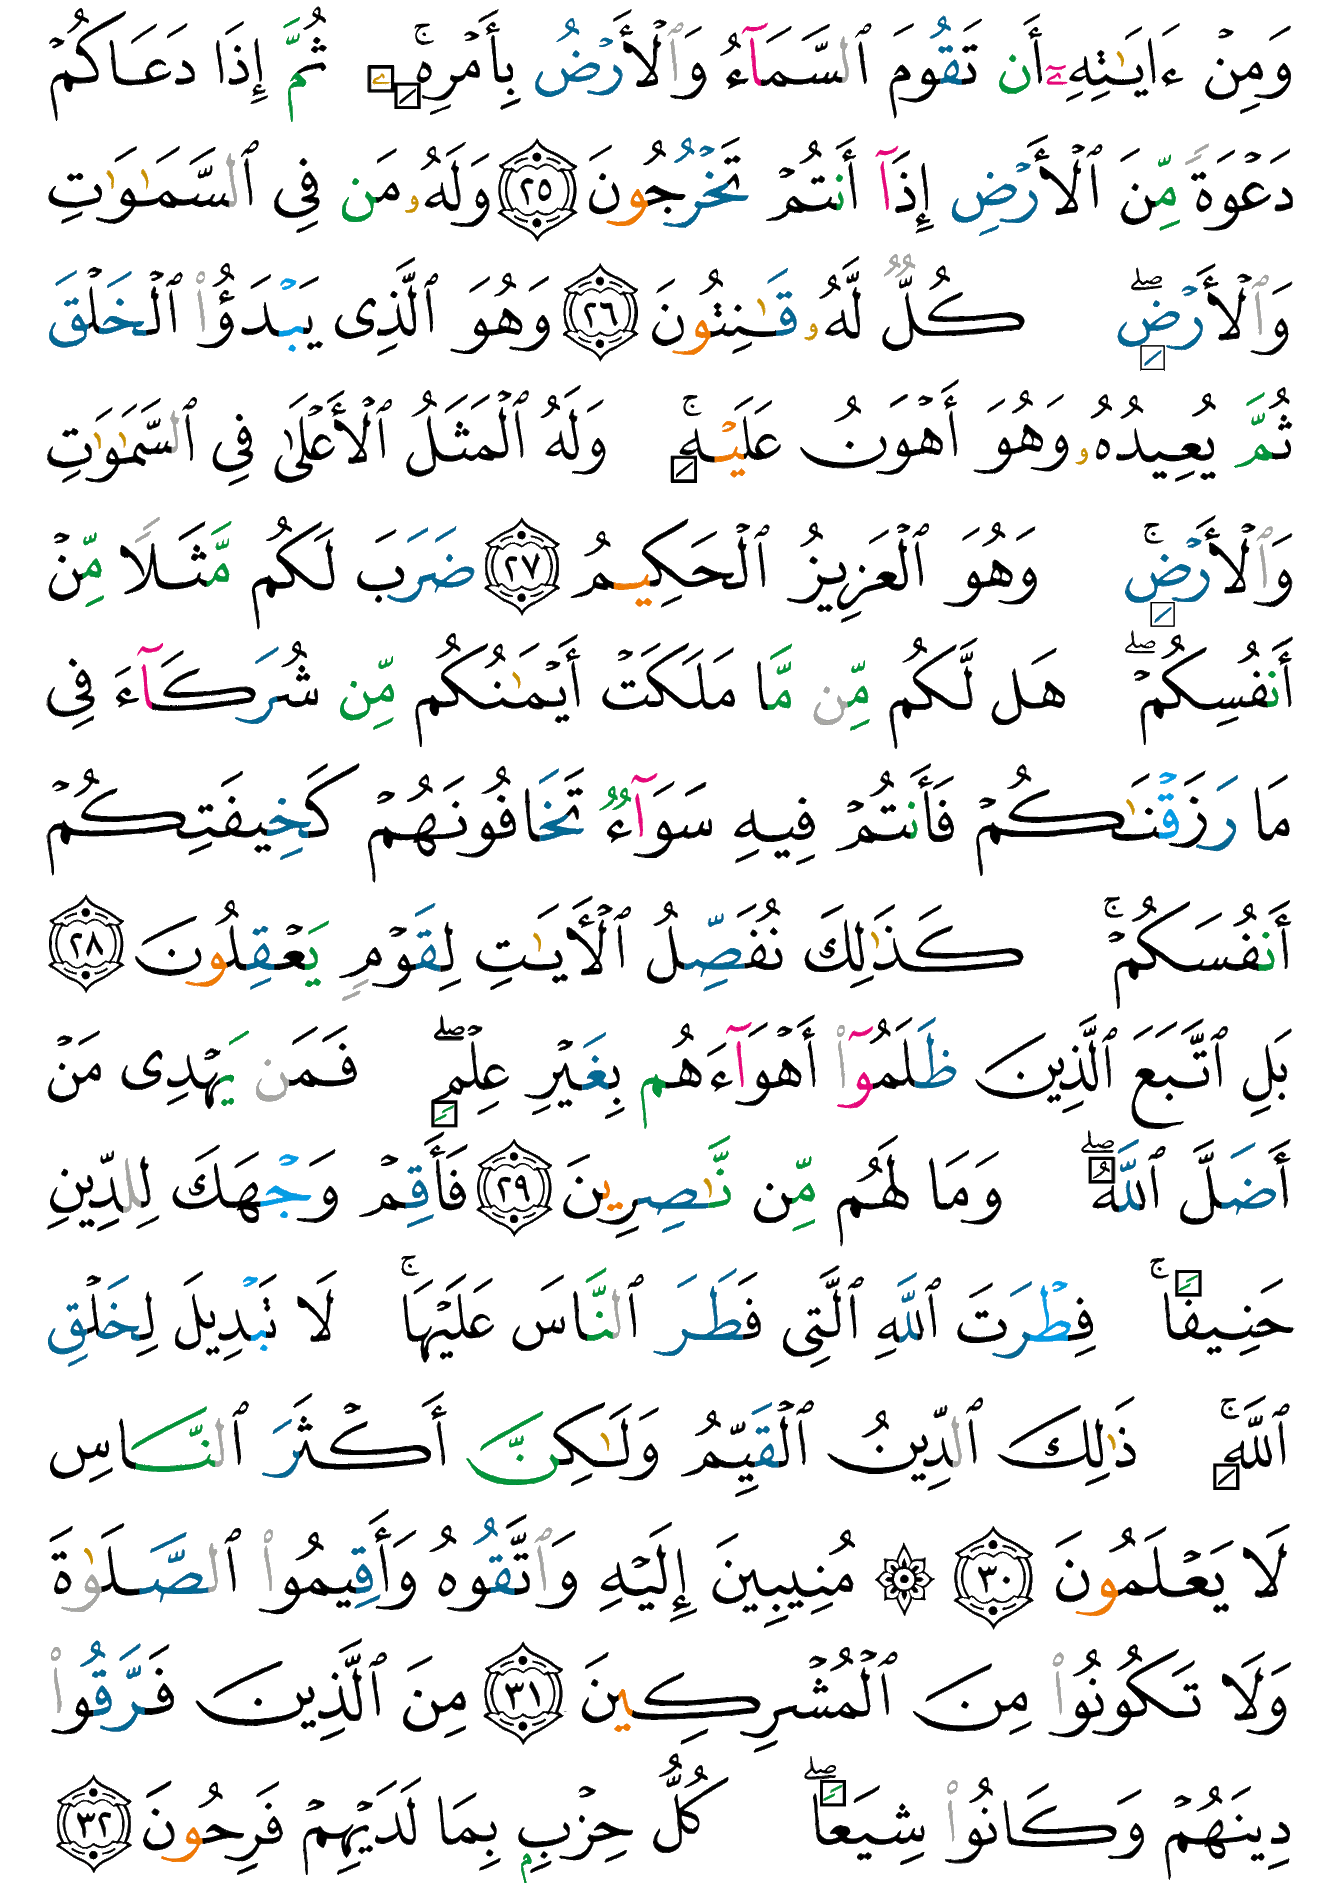 وَمِنْ ءَايَـٰتِهِۦٓ أَن تَقُومَ ٱلسَّمَآءُ وَٱلْأَرْضُ بِأَمْرِهِۦ ۚ ثُمَّ إِذَا دَعَاكُمْ
دَعْوَةً مِّنَ ٱلْأَرْضِ إِذَآ أَنتُمْ تَخْرُجُونَ ٢٥ وَلَهُۥ مَن فِى ٱلسَّمَـٰوَٰتِ
وَٱلْأَرْضِ ۖ كُلٌّ لَّهُۥ قَـٰنِتُونَ ٢٦ وَهُوَ ٱلَّذِى يَبْدَؤُا۟ ٱلْخَلْقَ
ثُمَّ يُعِيدُهُۥ وَهُوَ أَهْوَنُ عَلَيْهِ ۚ وَلَهُ ٱلْمَثَلُ ٱلْأَعْلَىٰ فِى ٱلسَّمَـٰوَٰتِ
وَٱلْأَرْضِ ۚ وَهُوَ ٱلْعَزِيزُ ٱلْحَكِيمُ ٢٧ ضَرَبَ لَكُم مَّثَلًا مِّنْ
أَنفُسِكُمْ ۖ هَل لَّكُم مِّن مَّا مَلَكَتْ أَيْمَـٰنُكُم مِّن شُرَكَآءَ فِى
مَا رَزَقْنَـٰكُمْ فَأَنتُمْ فِيهِ سَوَآءٌ تَخَافُونَهُمْ كَخِيفَتِكُمْ
أَنفُسَكُمْ ۚ كَذَٰلِكَ نُفَصِّلُ ٱلْـَٔايَـٰتِ لِقَوْمٍ يَعْقِلُونَ ٢٨
بَلِ ٱتَّبَعَ ٱلَّذِينَ ظَلَمُوٓا۟ أَهْوَآءَهُم بِغَيْرِ عِلْمٍ ۖ فَمَن يَهْدِى مَنْ
أَضَلَّ ٱللَّهُ ۖ وَمَا لَهُم مِّن نَّـٰصِرِينَ ٢٩ فَأَقِمْ وَجْهَكَ لِلدِّينِ
حَنِيفًا ۚ فِطْرَتَ ٱللَّهِ ٱلَّتِى فَطَرَ ٱلنَّاسَ عَلَيْهَا ۚ لَا تَبْدِيلَ لِخَلْقِ
ٱللَّهِ ۚ ذَٰلِكَ ٱلدِّينُ ٱلْقَيِّمُ وَلَـٰكِنَّ أَكْثَرَ ٱلنَّاسِ
لَا يَعْلَمُونَ ٣٠ ۞ مُنِيبِينَ إِلَيْهِ وَٱتَّقُوهُ وَأَقِيمُوا۟ ٱلصَّلَوٰةَ
وَلَا تَكُونُوا۟ مِنَ ٱلْمُشْرِكِينَ ٣١ مِنَ ٱلَّذِينَ فَرَّقُوا۟
دِينَهُمْ وَكَانُوا۟ شِيَعًا ۖ كُلُّ حِزْبٍۭ بِمَا لَدَيْهِمْ فَرِحُونَ ٣٢